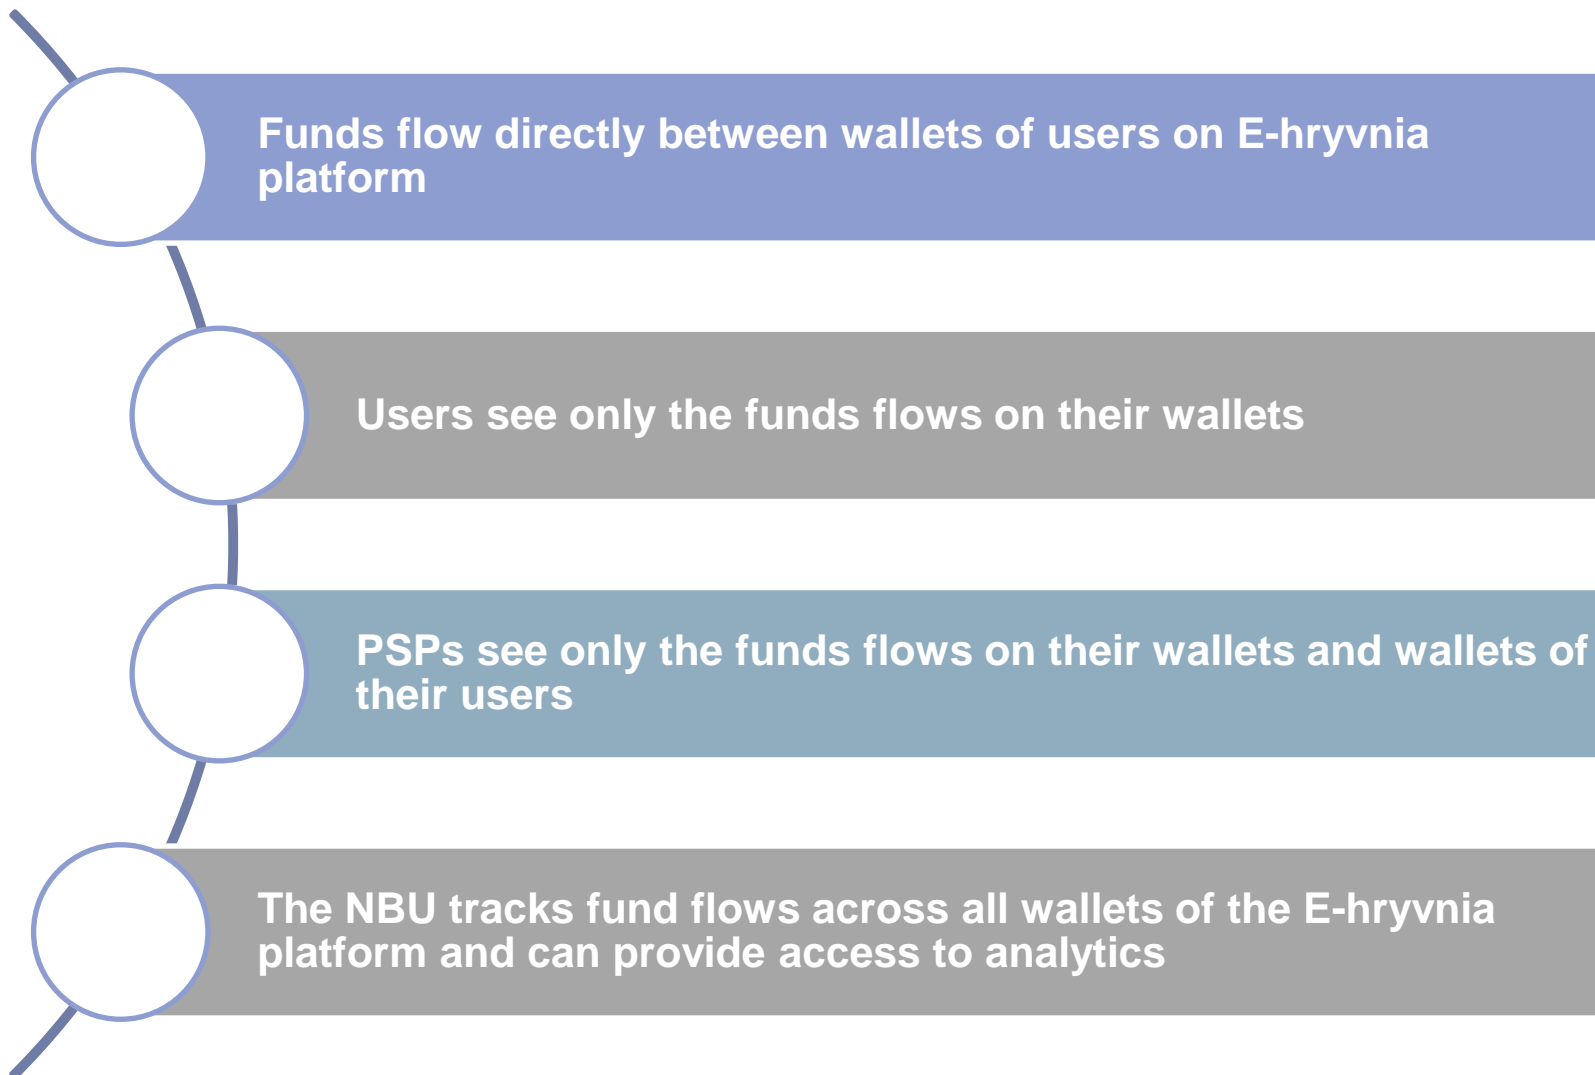 Funds flow directly between wallets of users on E-hryvnia
platform
Users see only the funds flows on their wallets
PSPs see only the funds flows on their wallets and wallets of
their users
The NBU tracks fund flows across all wallets of the E-hryvnia
platform and can provide access to analytics